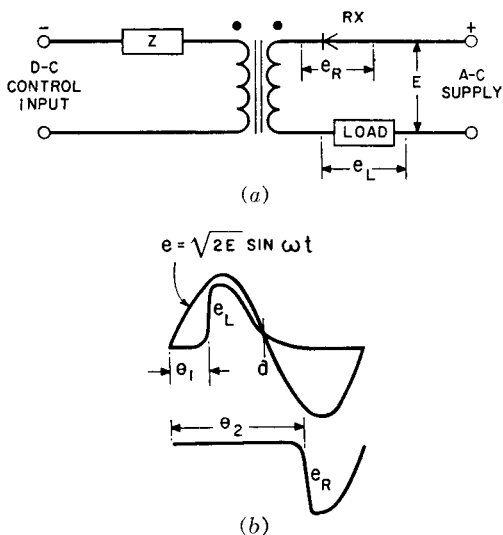 − RX +
Z
D-C
CONTROL
INPUT
e_R
E
A-C
SUPPLY
LOAD
e_L
(a)
e = √2E SIN ωt
e_L
θ_1
d
θ_2
e_R
(b)